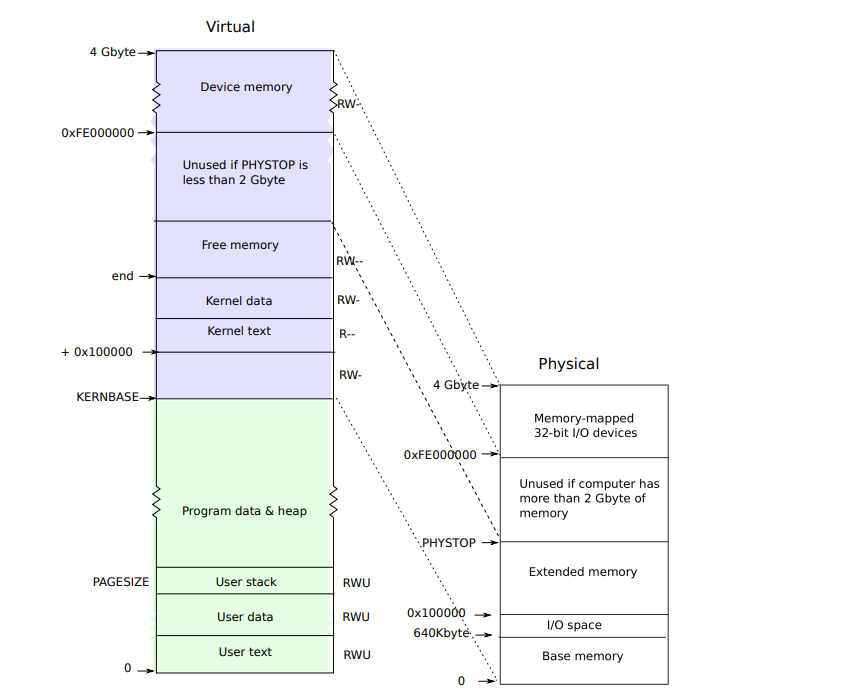 Virtual
4 Gbyte
Device memory
RW-
0xFE000000
Unused if PHYSTOP is
less than 2 Gbyte
Free memory
RW--
end
Kernel data
RW-
Kernel text
R--
+ 0x100000
RW-
KERNBASE
Program data & heap
PAGESIZE
User stack
RWU
User data
RWU
User text
RWU
0
Physical
4 Gbyte
Memory-mapped
32-bit I/O devices
0xFE000000
Unused if computer has
more than 2 Gbyte of
memory
PHYSTOP
Extended memory
0x100000
I/O space
640Kbyte
Base memory
0